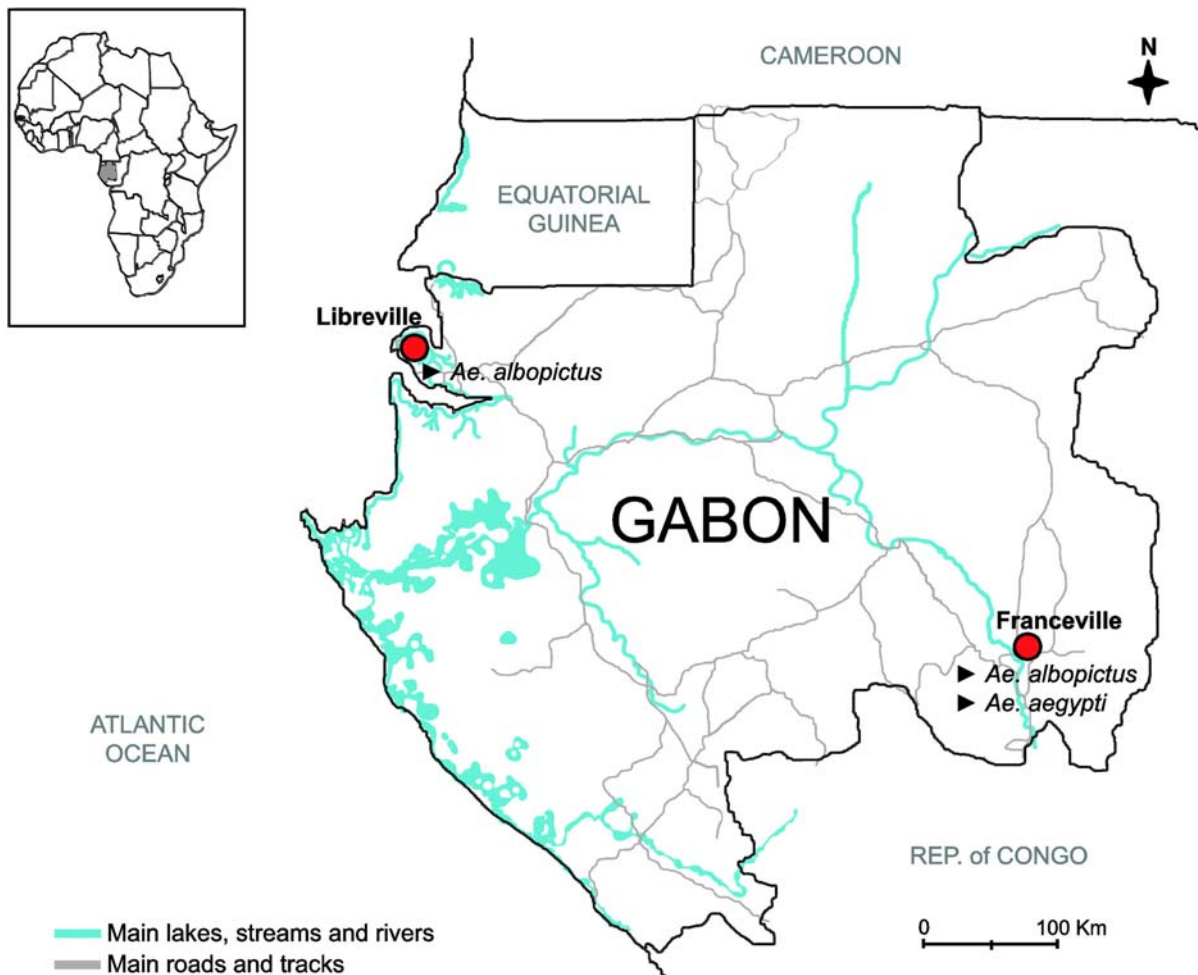 CAMEROON
N
EQUATORIAL
GUINEA
Libreville
► Ae. albopictus
GABON
Franceville
► Ae. albopictus
► Ae. aegypti
ATLANTIC
OCEAN
REP. of CONGO
Main lakes, streams and rivers
Main roads and tracks
0 100 Km